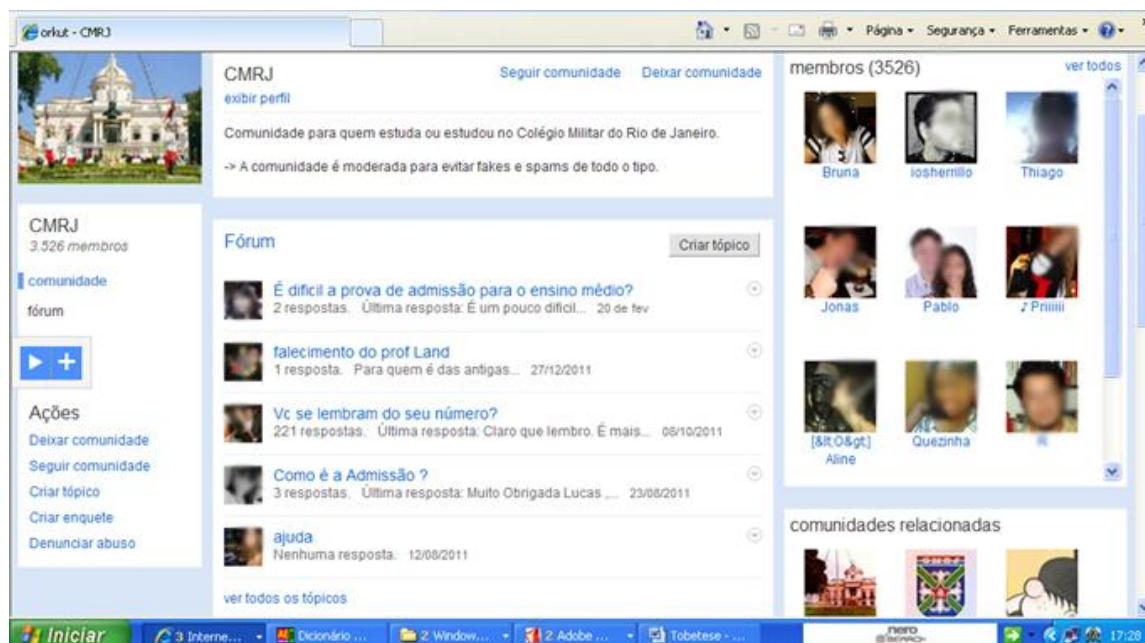 orkut - CMRJ
Página
Segurança
Ferramentas
CMRJ
Seguir comunidade Deixar comunidade
exibir perfil
Comunidade para quem estuda ou estudou no Colégio Militar do Rio de Janeiro.
-> A comunidade é moderada para evitar fakes e spams de todo o tipo.
CMRJ
3.526 membros
comunidade
fórum
Ações
Deixar comunidade
Seguir comunidade
Criar tópico
Criar enquete
Denunciar abuso
Fórum
Criar tópico
É dificil a prova de admissão para o ensino médio?
2 respostas. Última resposta: É um pouco dificil... 20 de fev
falecimento do prof Land
1 resposta. Para quem é das antigas... 27/12/2011
Vc se lembram do seu número?
221 respostas. Última resposta: Claro que lembro. É mais... 08/10/2011
Como é a Admissão ?
3 respostas. Última resposta: Muito Obrigada Lucas ,... 23/08/2011
ajuda
Nenhuma resposta. 12/08/2011
ver todos os tópicos
membros (3526)
ver todos
Bruna
iosherrillo
Thiago
Jonas
Pablo
♪ Priiiiii
[&lt;O&gt;]
Aline
Quezinha
comunidades relacionadas
Iniciar
3 Interne...
Dicionário ...
2 Window...
2 Adobe ...
Tobetese - ...
nero
SEARCH
17:28